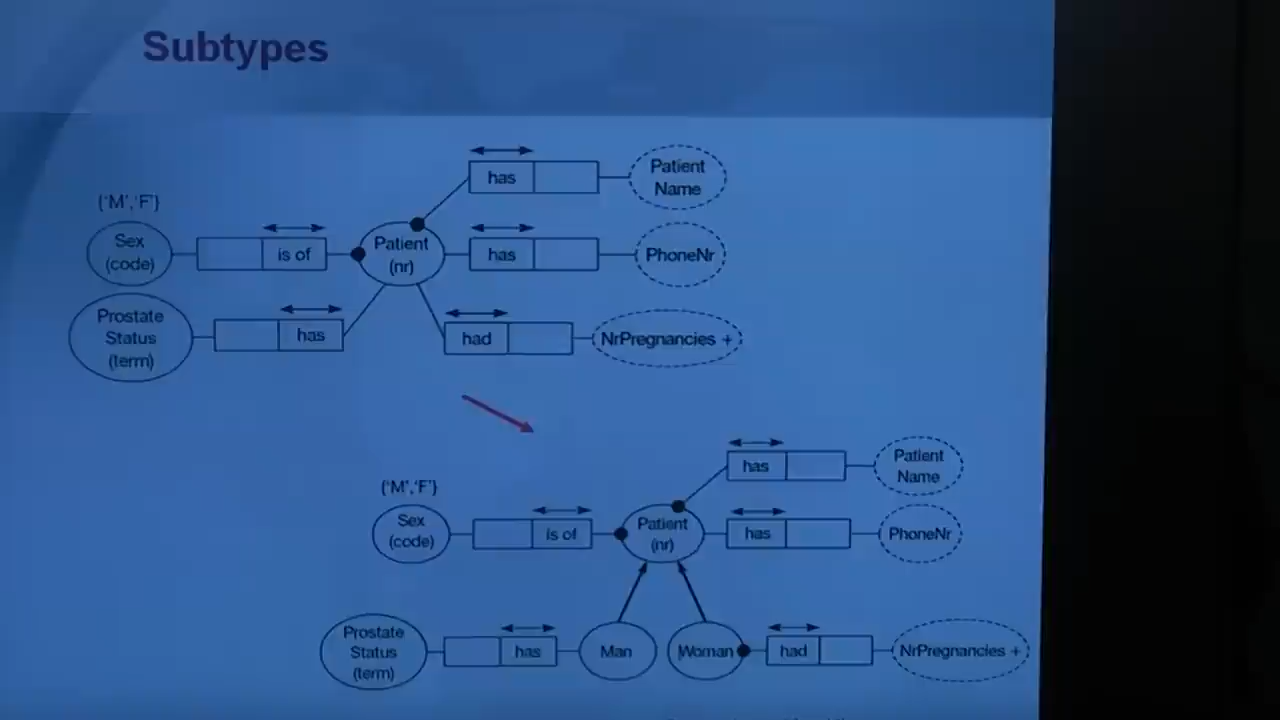 Subtypes
has
Patient
Name
{'M','F'}
Sex
(code)
is of
Patient
(nr)
has
PhoneNr
Prostate
Status
(term)
has
had
NrPregnancies +
has
Patient
Name
{'M','F'}
Sex
(code)
is of
Patient
(nr)
has
PhoneNr
Prostate
Status
(term)
has
Man
Woman
had
NrPregnancies +